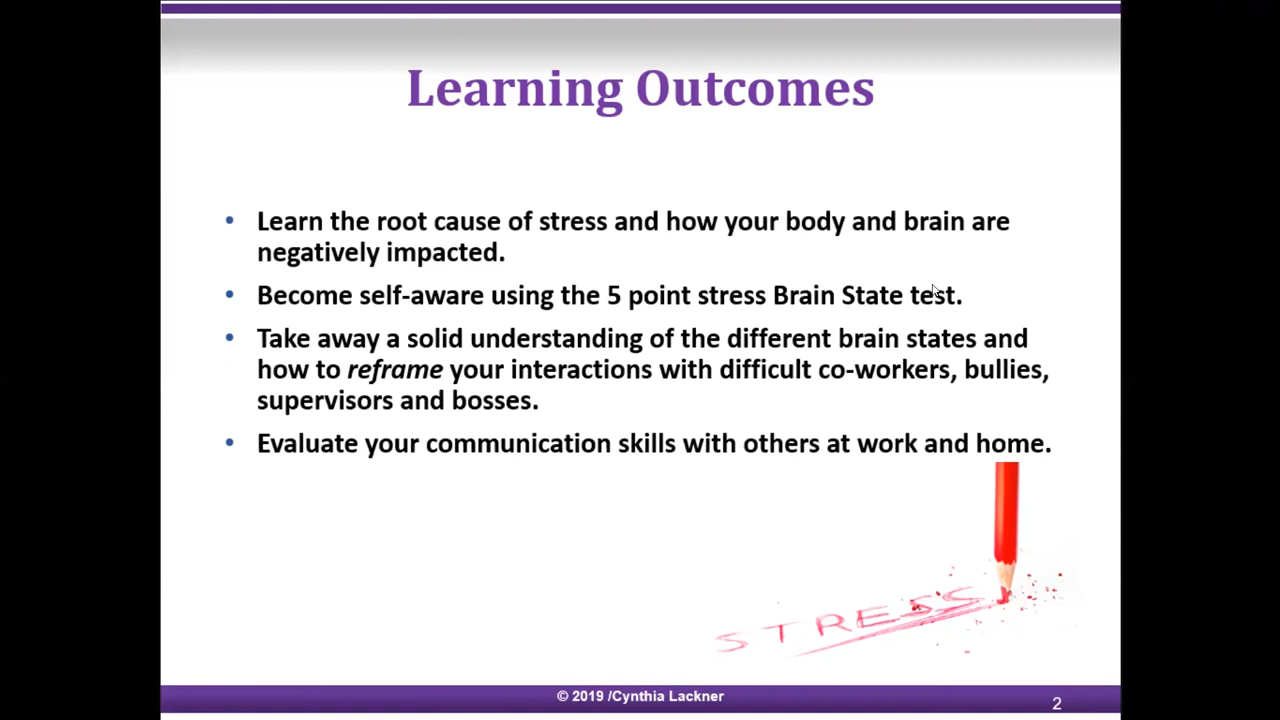 Learning Outcomes
• Learn the root cause of stress and how your body and brain are
negatively impacted.
• Become self-aware using the 5 point stress Brain State test.
• Take away a solid understanding of the different brain states and
how to reframe your interactions with difficult co-workers, bullies,
supervisors and bosses.
• Evaluate your communication skills with others at work and home.
STRESS
© 2019 /Cynthia Lackner
2